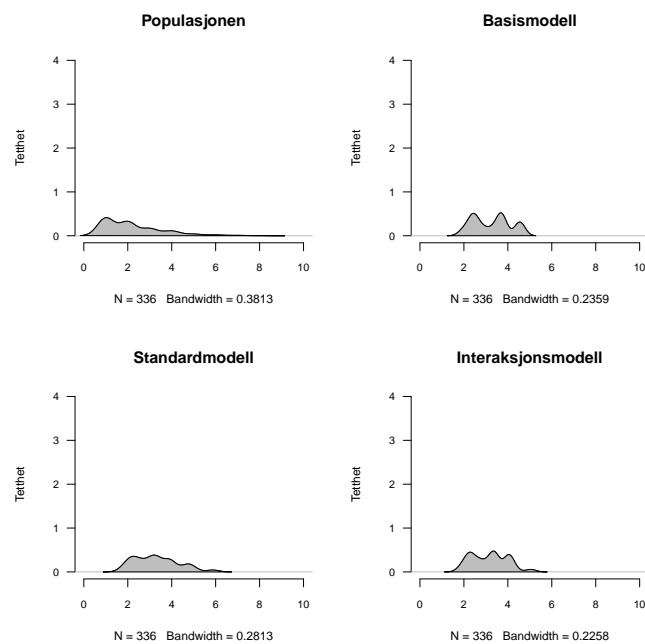 Populasjonen
Tetthet
4
3
2
1
0
0 2 4 6 8 10
N = 336 Bandwidth = 0.3813
Basismodell
Tetthet
4
3
2
1
0
0 2 4 6 8 10
N = 336 Bandwidth = 0.2359
Standardmodell
Tetthet
4
3
2
1
0
0 2 4 6 8 10
N = 336 Bandwidth = 0.2813
Interaksjonsmodell
Tetthet
4
3
2
1
0
0 2 4 6 8 10
N = 336 Bandwidth = 0.2258